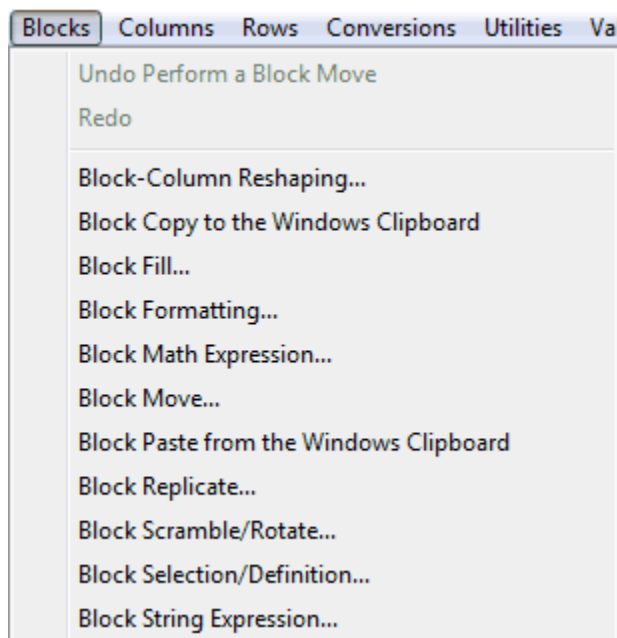 Blocks Columns Rows Conversions Utilities
Undo Perform a Block Move
Redo
Block-Column Reshaping...
Block Copy to the Windows Clipboard
Block Fill...
Block Formatting...
Block Math Expression...
Block Move...
Block Paste from the Windows Clipboard
Block Replicate...
Block Scramble/Rotate...
Block Selection/Definition...
Block String Expression...